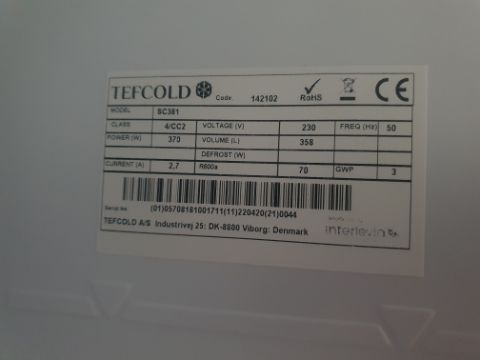 TEFCOLD Code. 142102 RoHS CE
MODEL SC381
CLASS 4/CC2 VOLTAGE (V) 230 FREQ (Hz) 50
POWER (W) 370 VOLUME (L) 358
DEFROST (W)
CURRENT (A) 2,7 R600a 70 GWP 3
Serial No. (01)05708181001711(11)220420(21)0044
TEFCOLD A/S Industrivej 25: DK-8800 Viborg: Denmark
interlevin